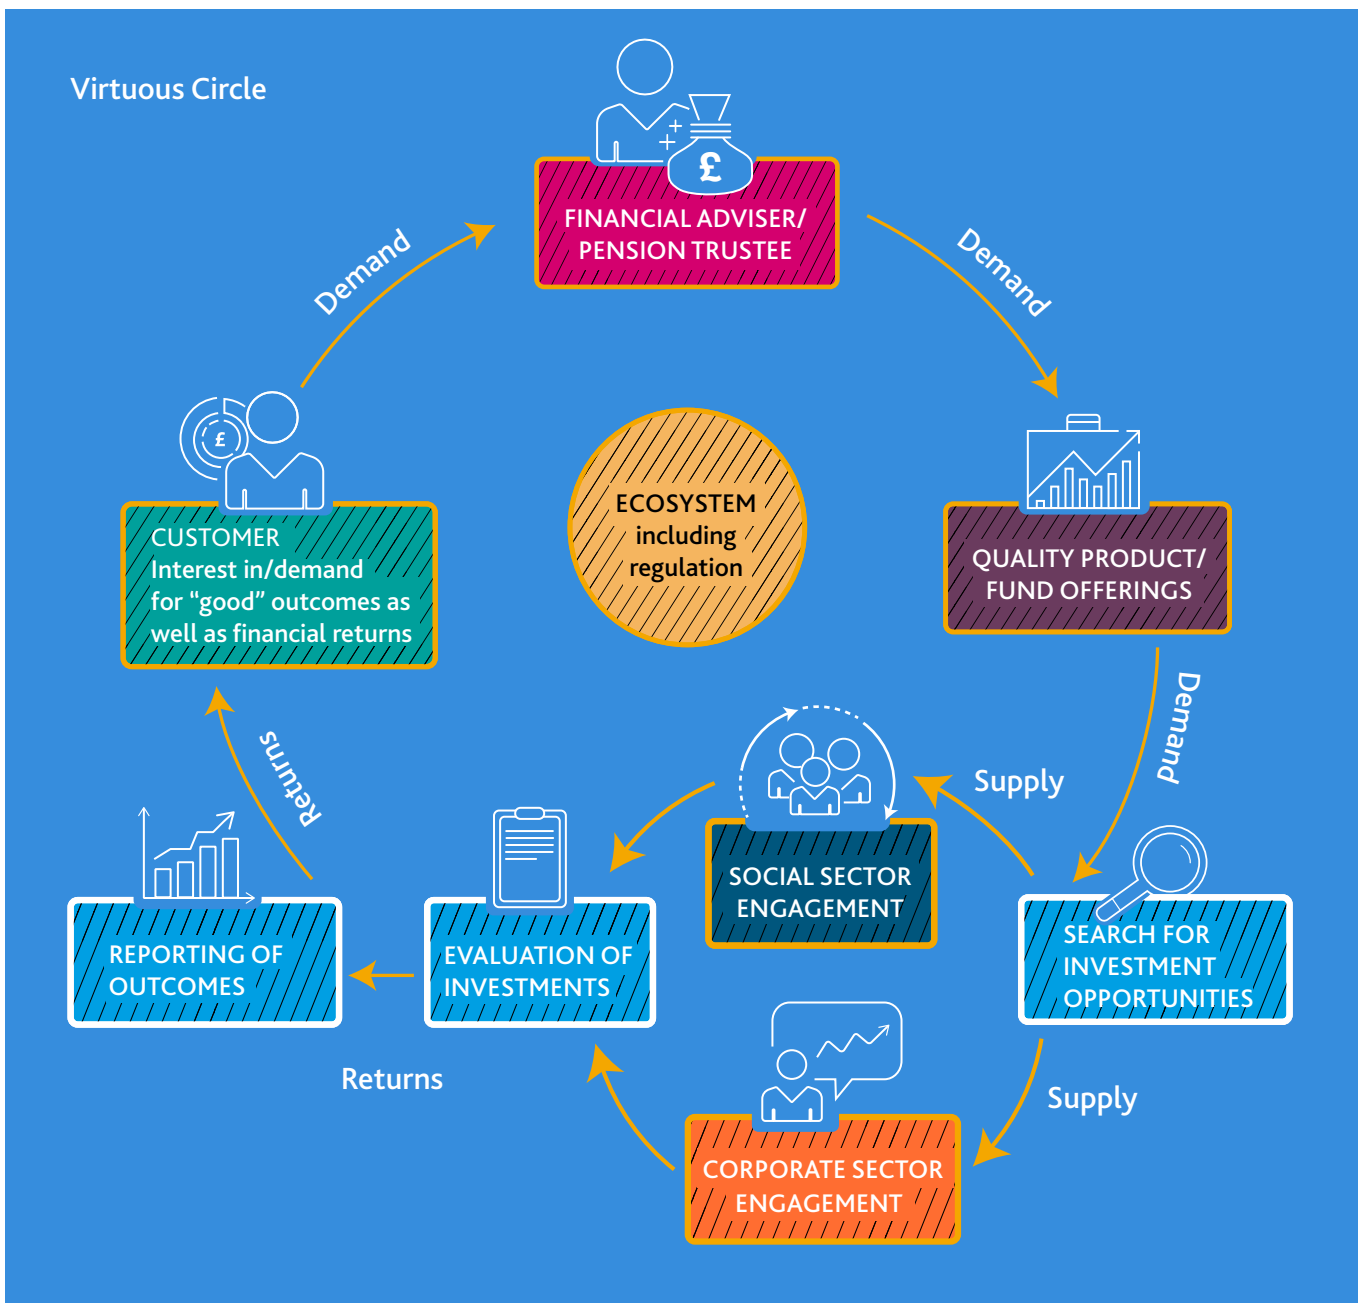 Virtuous Circle
£
FINANCIAL ADVISER/
PENSION TRUSTEE
Demand
Demand
£
CUSTOMER
Interest in/demand
for “good” outcomes as
well as financial returns
ECOSYSTEM
including
regulation
QUALITY PRODUCT/
FUND OFFERINGS
Demand
Returns
Supply
SOCIAL SECTOR
ENGAGEMENT
SEARCH FOR
INVESTMENT
OPPORTUNITIES
EVALUATION OF
INVESTMENTS
REPORTING OF
OUTCOMES
Returns
Supply
CORPORATE SECTOR
ENGAGEMENT